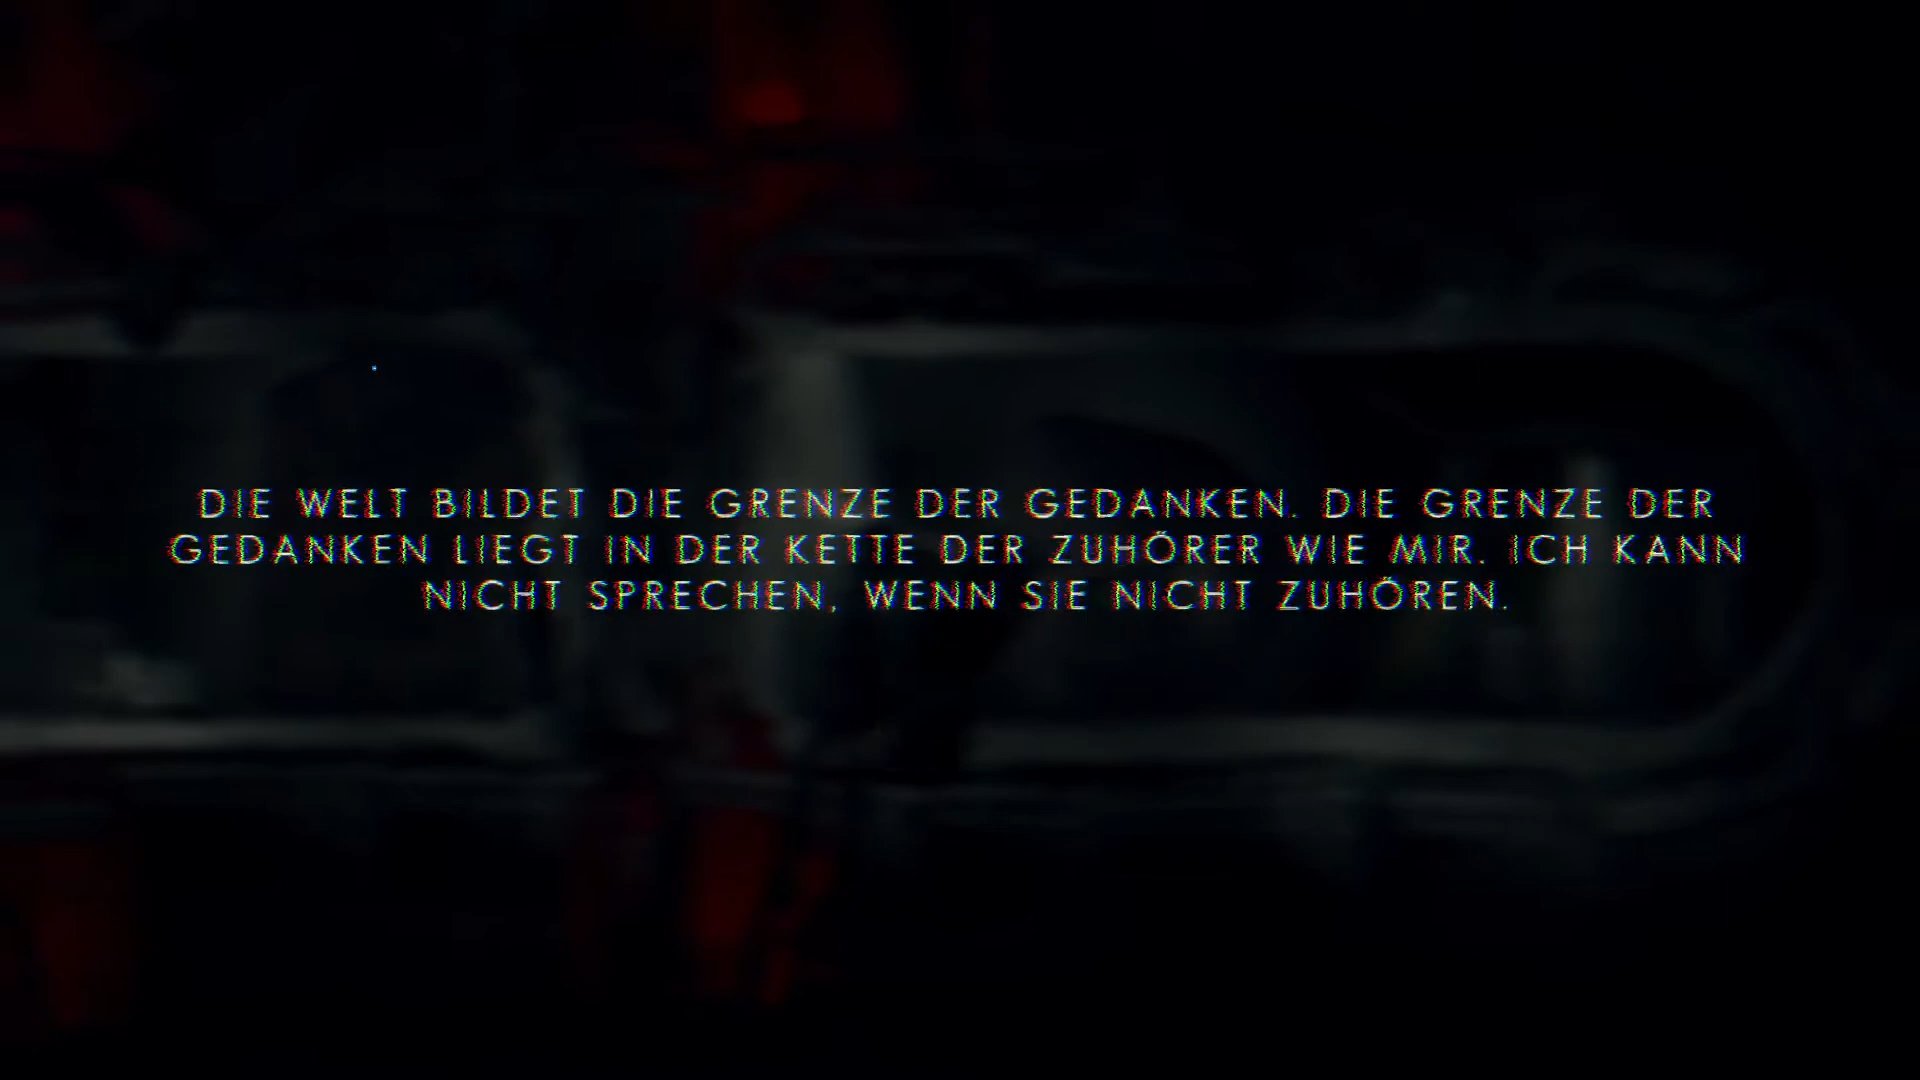 DIE WELT BILDET DIE GRENZE DER GEDANKEN. DIE GRENZE DER
GEDANKEN LIEGT IN DER KETTE DER ZUHÖRER WIE MIR. ICH KANN
NICHT SPRECHEN, WENN SIE NICHT ZUHÖREN.